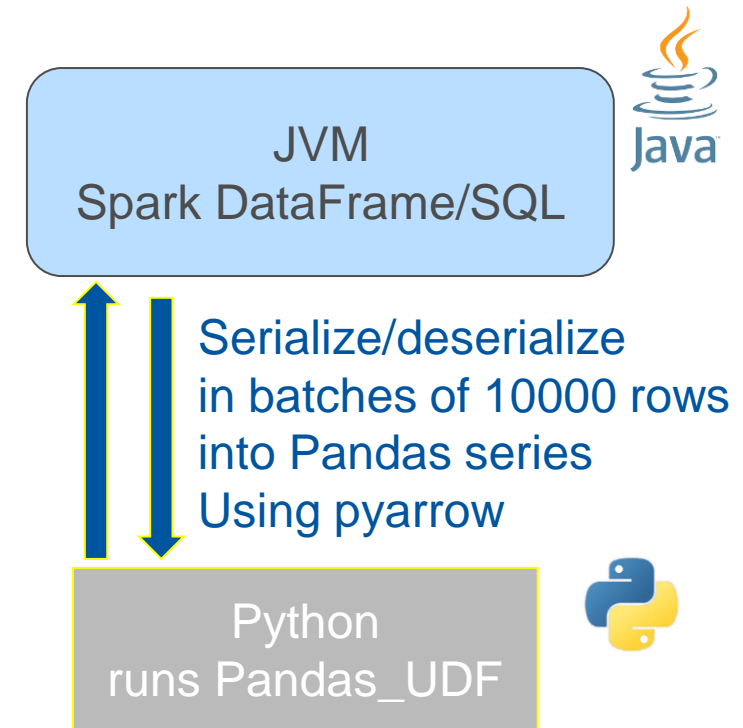 Java
JVM
Spark DataFrame/SQL
Serialize/deserialize
in batches of 10000 rows
into Pandas series
Using pyarrow
Python
runs Pandas_UDF